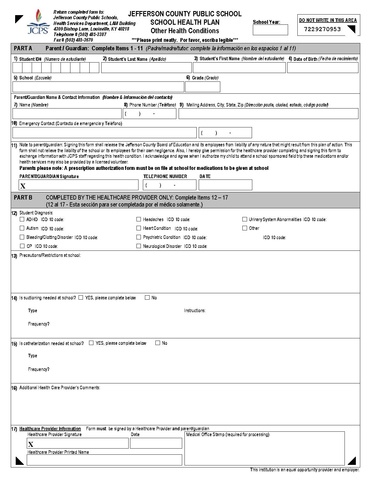 Return completed form to:
Jefferson County Public Schools,
Health Services Department, LAM Building
4309 Bishop Lane, Louisville, KY 40218
JCPS
JEFFERSON COUNTY PUBLIC SCHOOL
SCHOOL HEALTH PLAN
Other Health Conditions
***Please print neatly. Por favor, escriba legible***
School Year:
DO NOT WRITE IN THIS AREA
7229270953
PART A Parent / Guardian: Complete Items 1 - 11 (Padre/madre/tutor: complete la información en los espacios 1 al 11)
1) Student ID# (Número de estudiante)
2) Student's Last Name (Apellido)
3) Student's First Name (Nombre del estudiante)
4) Date of Birth (Fecha de nacimiento)
5) School (Escuela)
6) Grade (Grado)
Parent/Guardian Name & Contact Information (Nombre & información del contacto)
7) Name (Nombre)
8) Phone Number (Teléfono)
9) Mailing Address, City, State, Zip (Dirección postal, ciudad, estado, código postal)
( ) -
10) Emergency Contact (Contacto de emergencia y Teléfono)
( ) -
11) Note to parent/guardian: Signing this form shall release the Jefferson County Board of Education and its employees from liability of any nature that might result from this plan of action. This
form shall not release the liability of the school or its employees for their own negligence. Also, I hereby give permission for the healthcare provider completing and signing this form to
exchange information with JCPS staff regarding this health condition. I acknowledge and agree when I authorize my child to attend a school sponsored field trip these medications and/or
health services may also be provided by a licensed volunteer.
Parents please note: A prescription authorization form must be on file at school for medications to be given at school
PARENT/GUARDIAN Signature
TELEPHONE NUMBER
DATE
X
( ) -
PART B COMPLETED BY THE HEALTHCARE PROVIDER ONLY: Complete Items 12 – 17
(12 al 17 - Esta sección para ser completada por el médico solamente.)
12) Student Diagnosis
ADHD ICD 10 code:
Headaches ICD 10 code:
Urinary System Abnormalities ICD 10 code:
Autism ICD 10 code:
Heart Condition ICD 10 code:
Other
Bleeding/Clotting Disorder ICD 10 code:
Psychiatric Condition ICD 10 code:
ICD 10 code:
CP ICD 10 code:
Neurological Disorder ICD 10 code:
13) Precautions/Restrictions at school:
14) Is suctioning needed at school? YES, please complete below No
Type
Instructions:
Frequency?
15) Is catheterization needed at school? YES, please complete below No
Type
Frequency?
16) Additional Health Care Provider's Comments:
17) Healthcare Provider Information Form must be signed by a Healthcare Provider and parent/guardian
Healthcare Provider Signature
Date
Medical Office Stamp (required for processing)
X
Healthcare Provider Printed Name
This institution is an equal opportunity provider and employer.